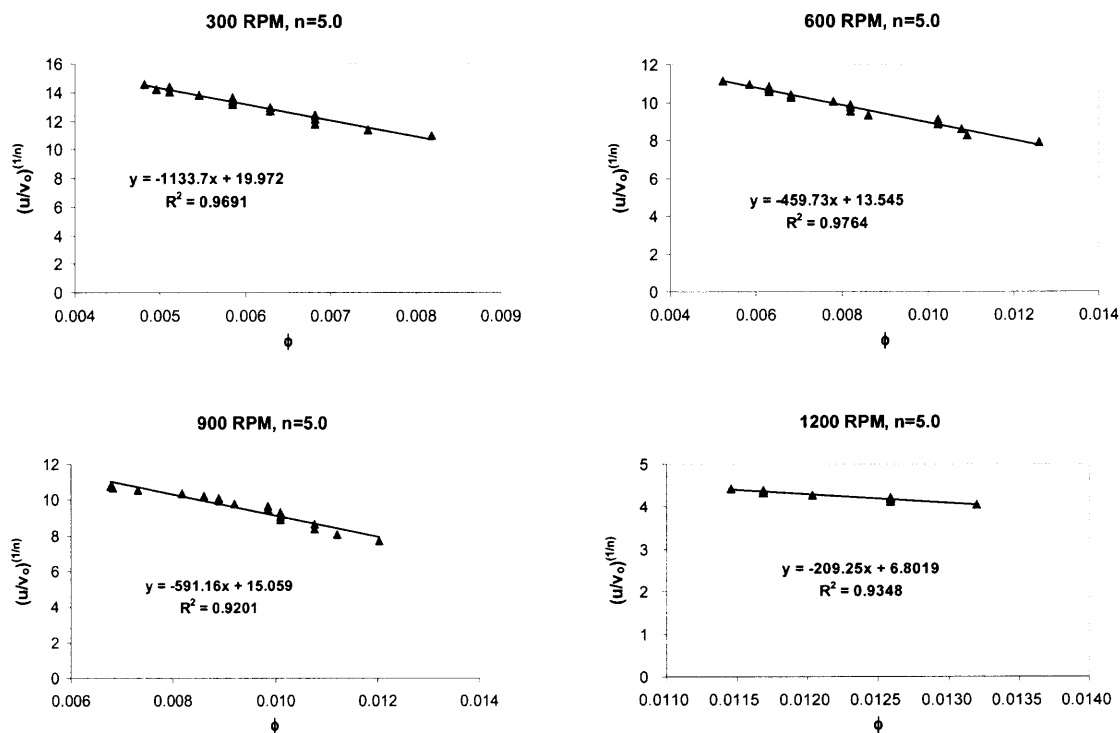 300 RPM, n=5.0
(u/v₀)^(1/n)
16
14
12
10
8
6
4
2
0
y = -1133.7x + 19.972
R² = 0.9691
0.004 0.005 0.006 0.007 0.008 0.009
ϕ
600 RPM, n=5.0
(u/v₀)^(1/n)
12
10
8
6
4
2
0
y = -459.73x + 13.545
R² = 0.9764
0.004 0.006 0.008 0.010 0.012 0.014
ϕ
900 RPM, n=5.0
(u/v₀)^(1/n)
12
10
8
6
4
2
0
y = -591.16x + 15.059
R² = 0.9201
0.006 0.008 0.010 0.012 0.014
ϕ
1200 RPM, n=5.0
(u/v₀)^(1/n)
5
4
3
2
1
0
y = -209.25x + 6.8019
R² = 0.9348
0.0110 0.0115 0.0120 0.0125 0.0130 0.0135 0.0140
ϕ